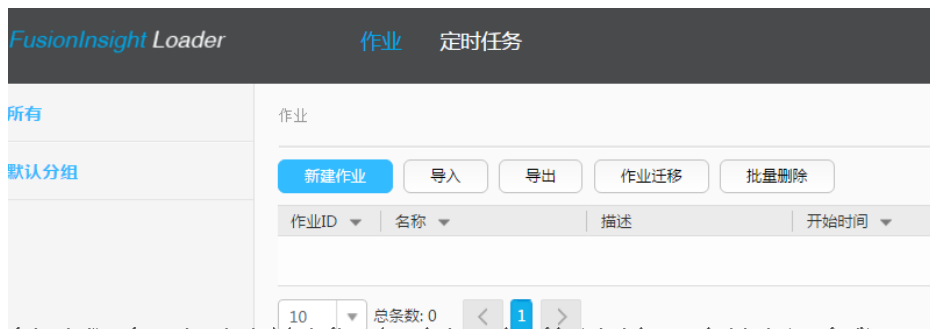 FusionInsight Loader 作业 定时任务
所有
默认分组
作业
新建作业 导入 导出 作业迁移 批量删除
作业ID 名称 描述 开始时间
10 总条数: 0 < 1 >